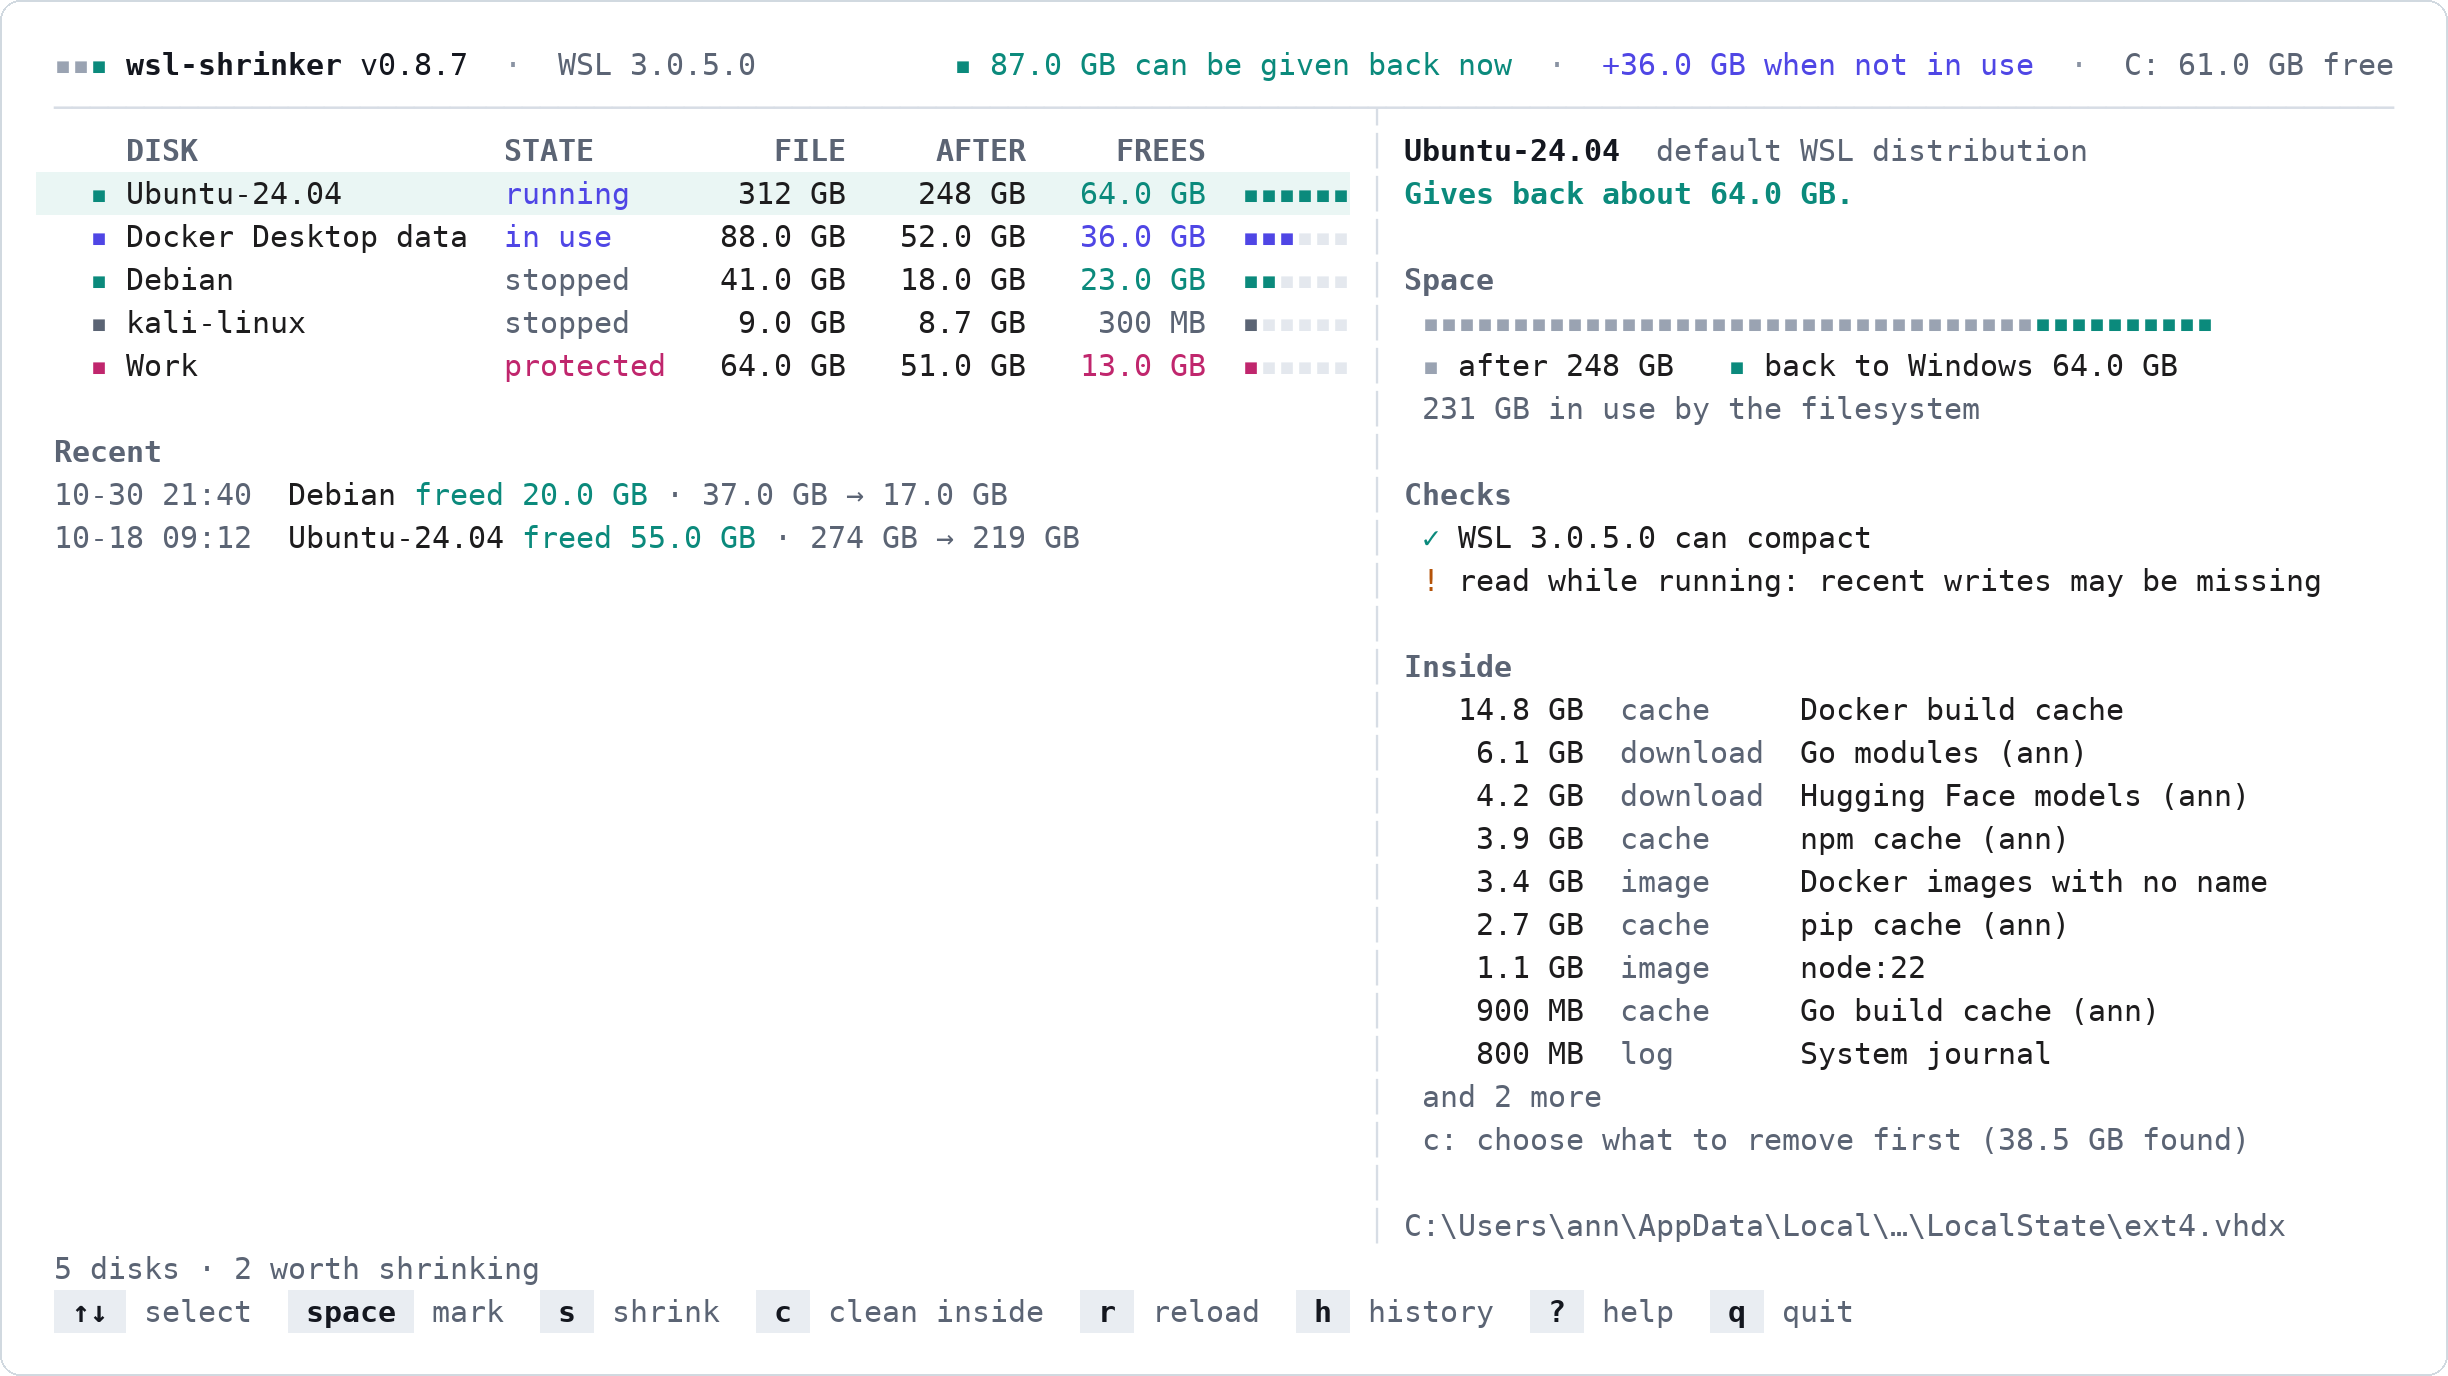 wsl-shrinker v0.8.7 · WSL 3.0.5.0
87.0 GB can be given back now · +36.0 GB when not in use · C: 61.0 GB free
DISK STATE FILE AFTER FREES
Ubuntu-24.04 running 312 GB 248 GB 64.0 GB
Docker Desktop data in use 88.0 GB 52.0 GB 36.0 GB
Debian stopped 41.0 GB 18.0 GB 23.0 GB
kali-linux stopped 9.0 GB 8.7 GB 300 MB
Work protected 64.0 GB 51.0 GB 13.0 GB
Recent
10-30 21:40 Debian freed 20.0 GB · 37.0 GB → 17.0 GB
10-18 09:12 Ubuntu-24.04 freed 55.0 GB · 274 GB → 219 GB
Ubuntu-24.04 default WSL distribution
Gives back about 64.0 GB.
Space
after 248 GB back to Windows 64.0 GB
231 GB in use by the filesystem
Checks
✓ WSL 3.0.5.0 can compact
! read while running: recent writes may be missing
Inside
14.8 GB cache Docker build cache
6.1 GB download Go modules (ann)
4.2 GB download Hugging Face models (ann)
3.9 GB cache npm cache (ann)
3.4 GB image Docker images with no name
2.7 GB cache pip cache (ann)
1.1 GB image node:22
900 MB cache Go build cache (ann)
800 MB log System journal
and 2 more
c: choose what to remove first (38.5 GB found)
C:\Users\ann\AppData\Local\…\LocalState\ext4.vhdx
5 disks · 2 worth shrinking
↑↓ select space mark s shrink c clean inside r reload h history ? help q quit